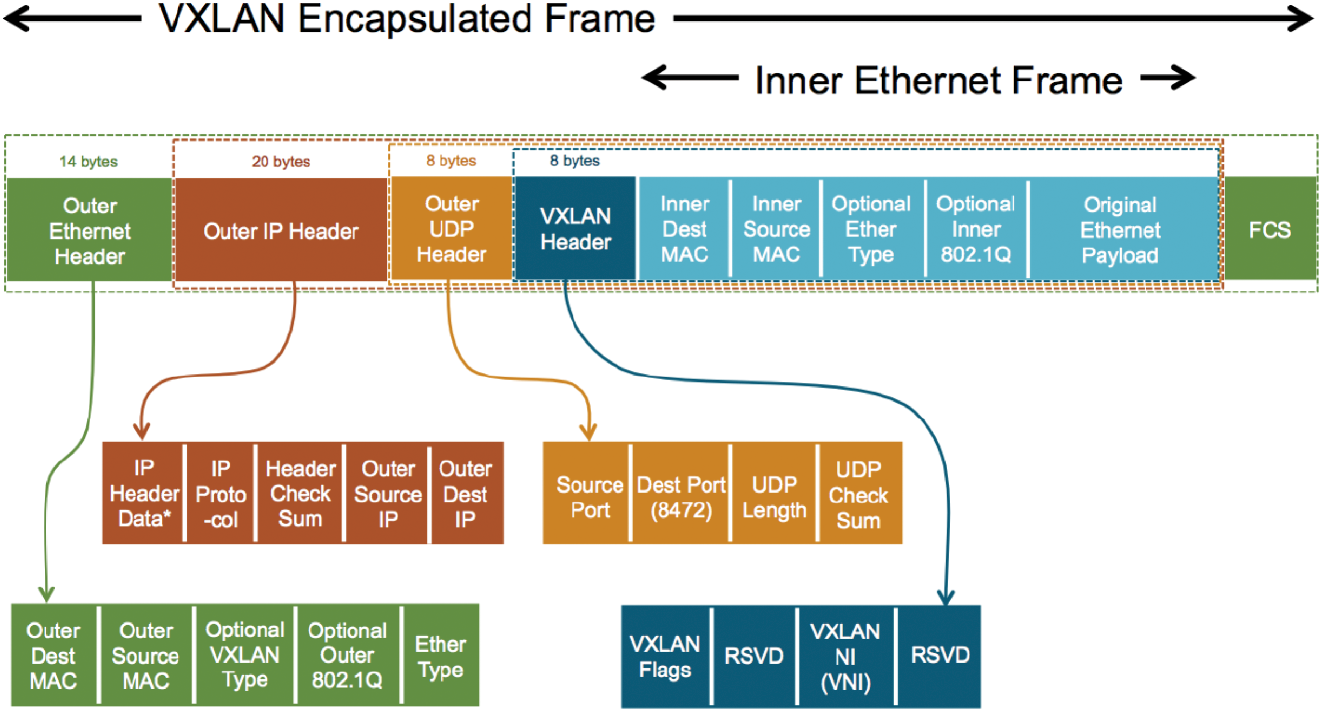 VXLAN Encapsulated Frame
Inner Ethernet Frame
14 bytes
20 bytes
8 bytes
8 bytes
Outer
Ethernet
Header
Outer IP Header
Outer
UDP
Header
VXLAN
Header
Inner
Dest
MAC
Inner
Source
MAC
Optional
Ether
Type
Optional
Inner
802.1Q
Original
Ethernet
Payload
FCS
IP
Header
Data*
IP
Proto
-col
Header
Check
Sum
Outer
Source
IP
Outer
Dest
IP
Source
Port
Dest Port
(8472)
UDP
Length
UDP
Check
Sum
Outer
Dest
MAC
Outer
Source
MAC
Optional
VXLAN
Type
Optional
Outer
802.1Q
Ether
Type
VXLAN
Flags
RSVD
VXLAN
NI
(VNI)
RSVD